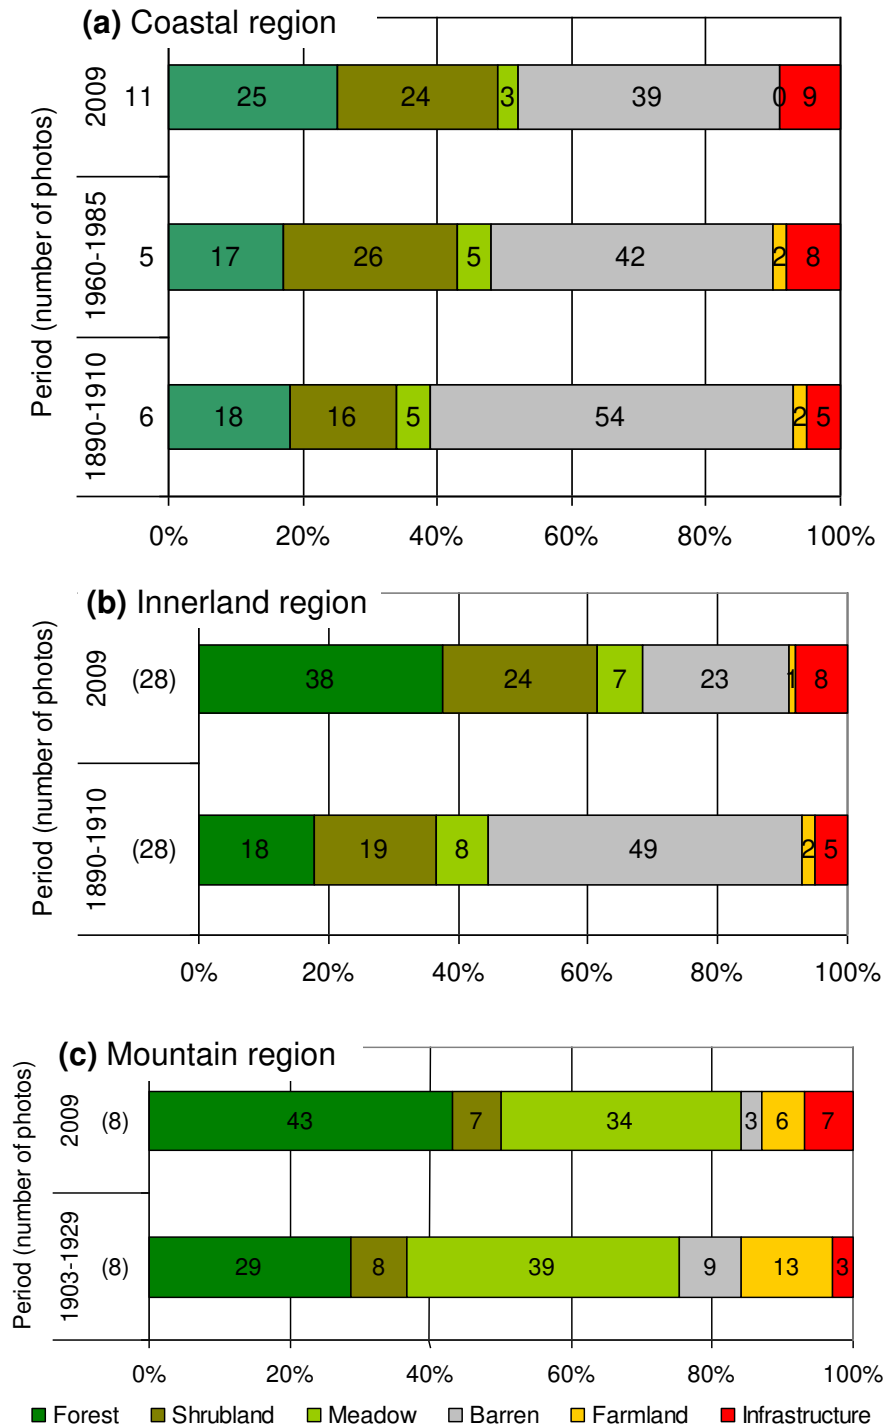 (a) Coastal region
Period (number of photos)
2009 11 25 24 3 39 0 9
1960-1985 5 17 26 5 42 2 8
1890-1910 6 18 16 5 54 2 5
0% 20% 40% 60% 80% 100%
(b) Innerland region
Period (number of photos)
2009 (28) 38 24 7 23 1 8
1890-1910 (28) 18 19 8 49 2 5
0% 20% 40% 60% 80% 100%
(c) Mountain region
Period (number of photos)
2009 (8) 43 7 34 3 6 7
1903-1929 (8) 29 8 39 9 13 3
0% 20% 40% 60% 80% 100%
Forest Shrubland Meadow Barren Farmland Infrastructure